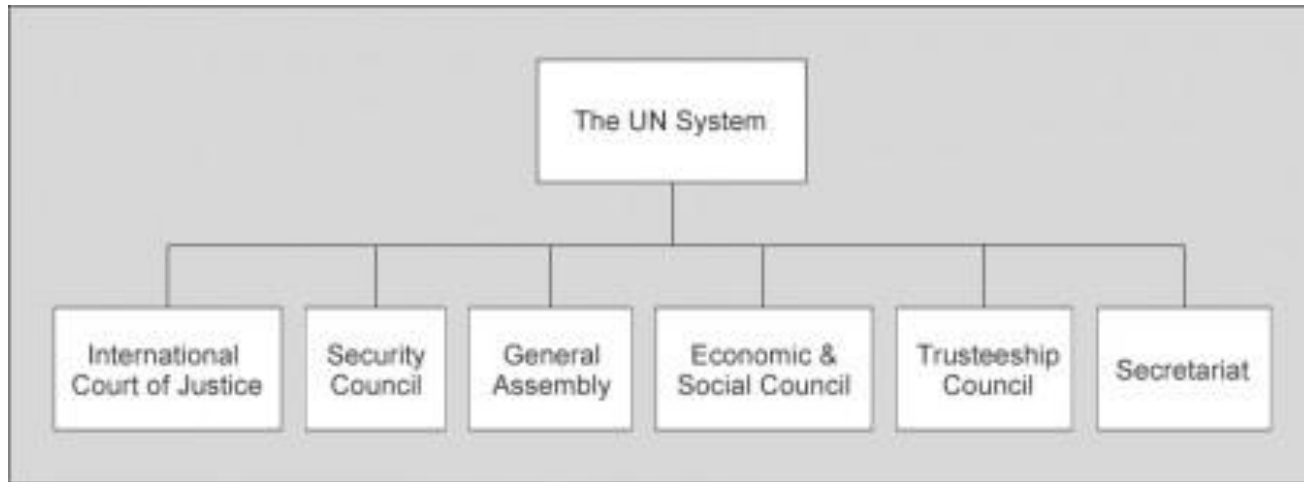 The UN System
International
Court of Justice
Security
Council
General
Assembly
Economic &
Social Council
Trusteeship
Council
Secretariat